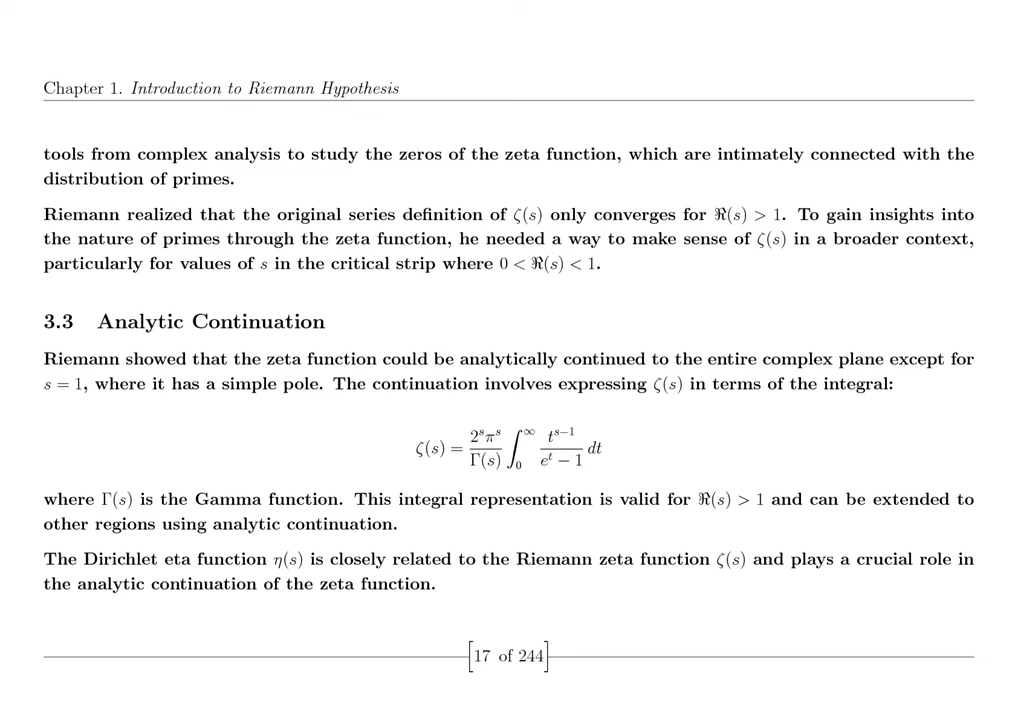 Chapter 1. Introduction to Riemann Hypothesis
tools from complex analysis to study the zeros of the zeta function, which are intimately connected with the
distribution of primes.
Riemann realized that the original series definition of ζ(s) only converges for ℜ(s) > 1. To gain insights into
the nature of primes through the zeta function, he needed a way to make sense of ζ(s) in a broader context,
particularly for values of s in the critical strip where 0 < ℜ(s) < 1.
3.3 Analytic Continuation
Riemann showed that the zeta function could be analytically continued to the entire complex plane except for
s = 1, where it has a simple pole. The continuation involves expressing ζ(s) in terms of the integral:
ζ(s) = \frac{2^s π^s}{Γ(s)} \int_0^∞ \frac{t^{s−1}}{e^t − 1} dt
where Γ(s) is the Gamma function. This integral representation is valid for ℜ(s) > 1 and can be extended to
other regions using analytic continuation.
The Dirichlet eta function η(s) is closely related to the Riemann zeta function ζ(s) and plays a crucial role in
the analytic continuation of the zeta function.
[17 of 244]